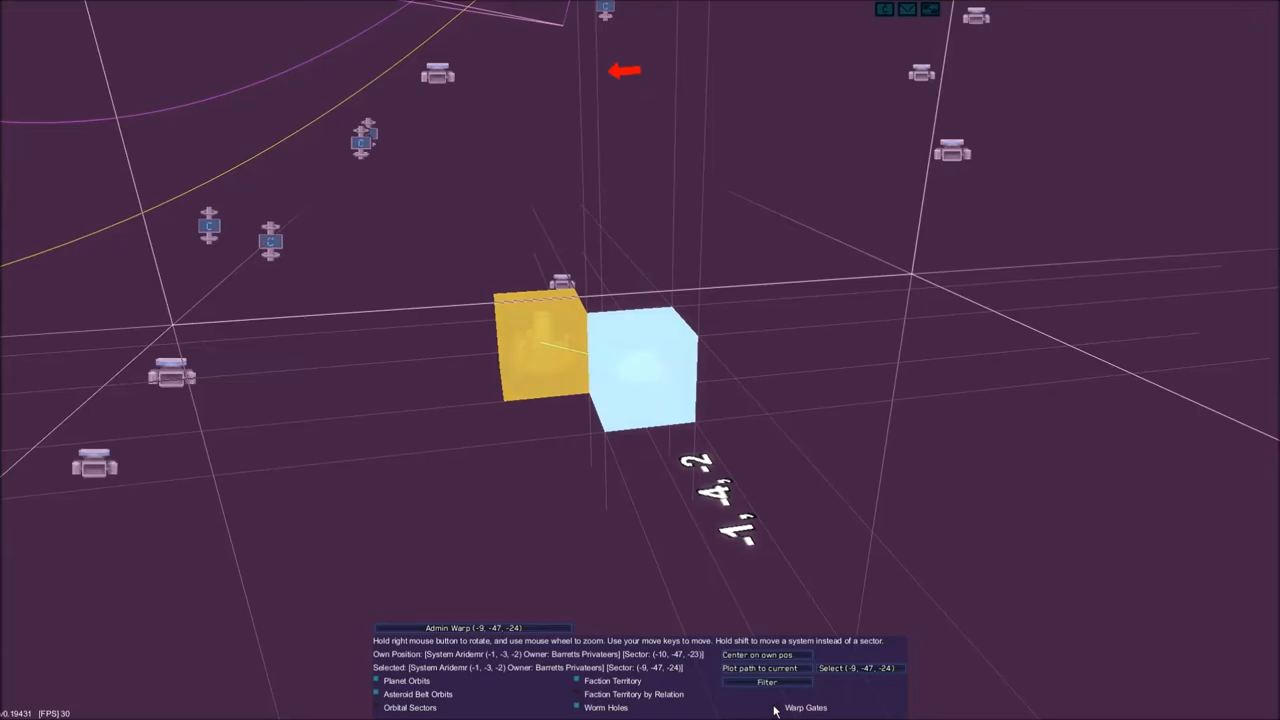 C
C
C
C
C
-1, -4, -2
Admin Warp (-9, -47, -24)
Hold right mouse button to rotate, and use mouse wheel to zoom. Use your move keys to move. Hold shift to move a system instead of a sector.
Own Position: [System Aridemr (-1, -3, -2) Owner: Barretts Privateers] [Sector: (-10, -47, -23)]
Center on own pos
Selected: [System Aridemr (-1, -3, -2) Owner: Barretts Privateers] [Sector: (-9, -47, -24)]
Plot path to current
Select (-9, -47, -24)
Planet Orbits
Faction Territory
Filter
Asteroid Belt Orbits
Faction Territory by Relation
Orbital Sectors
Worm Holes
Warp Gates
v0.19431 [FPS] 30